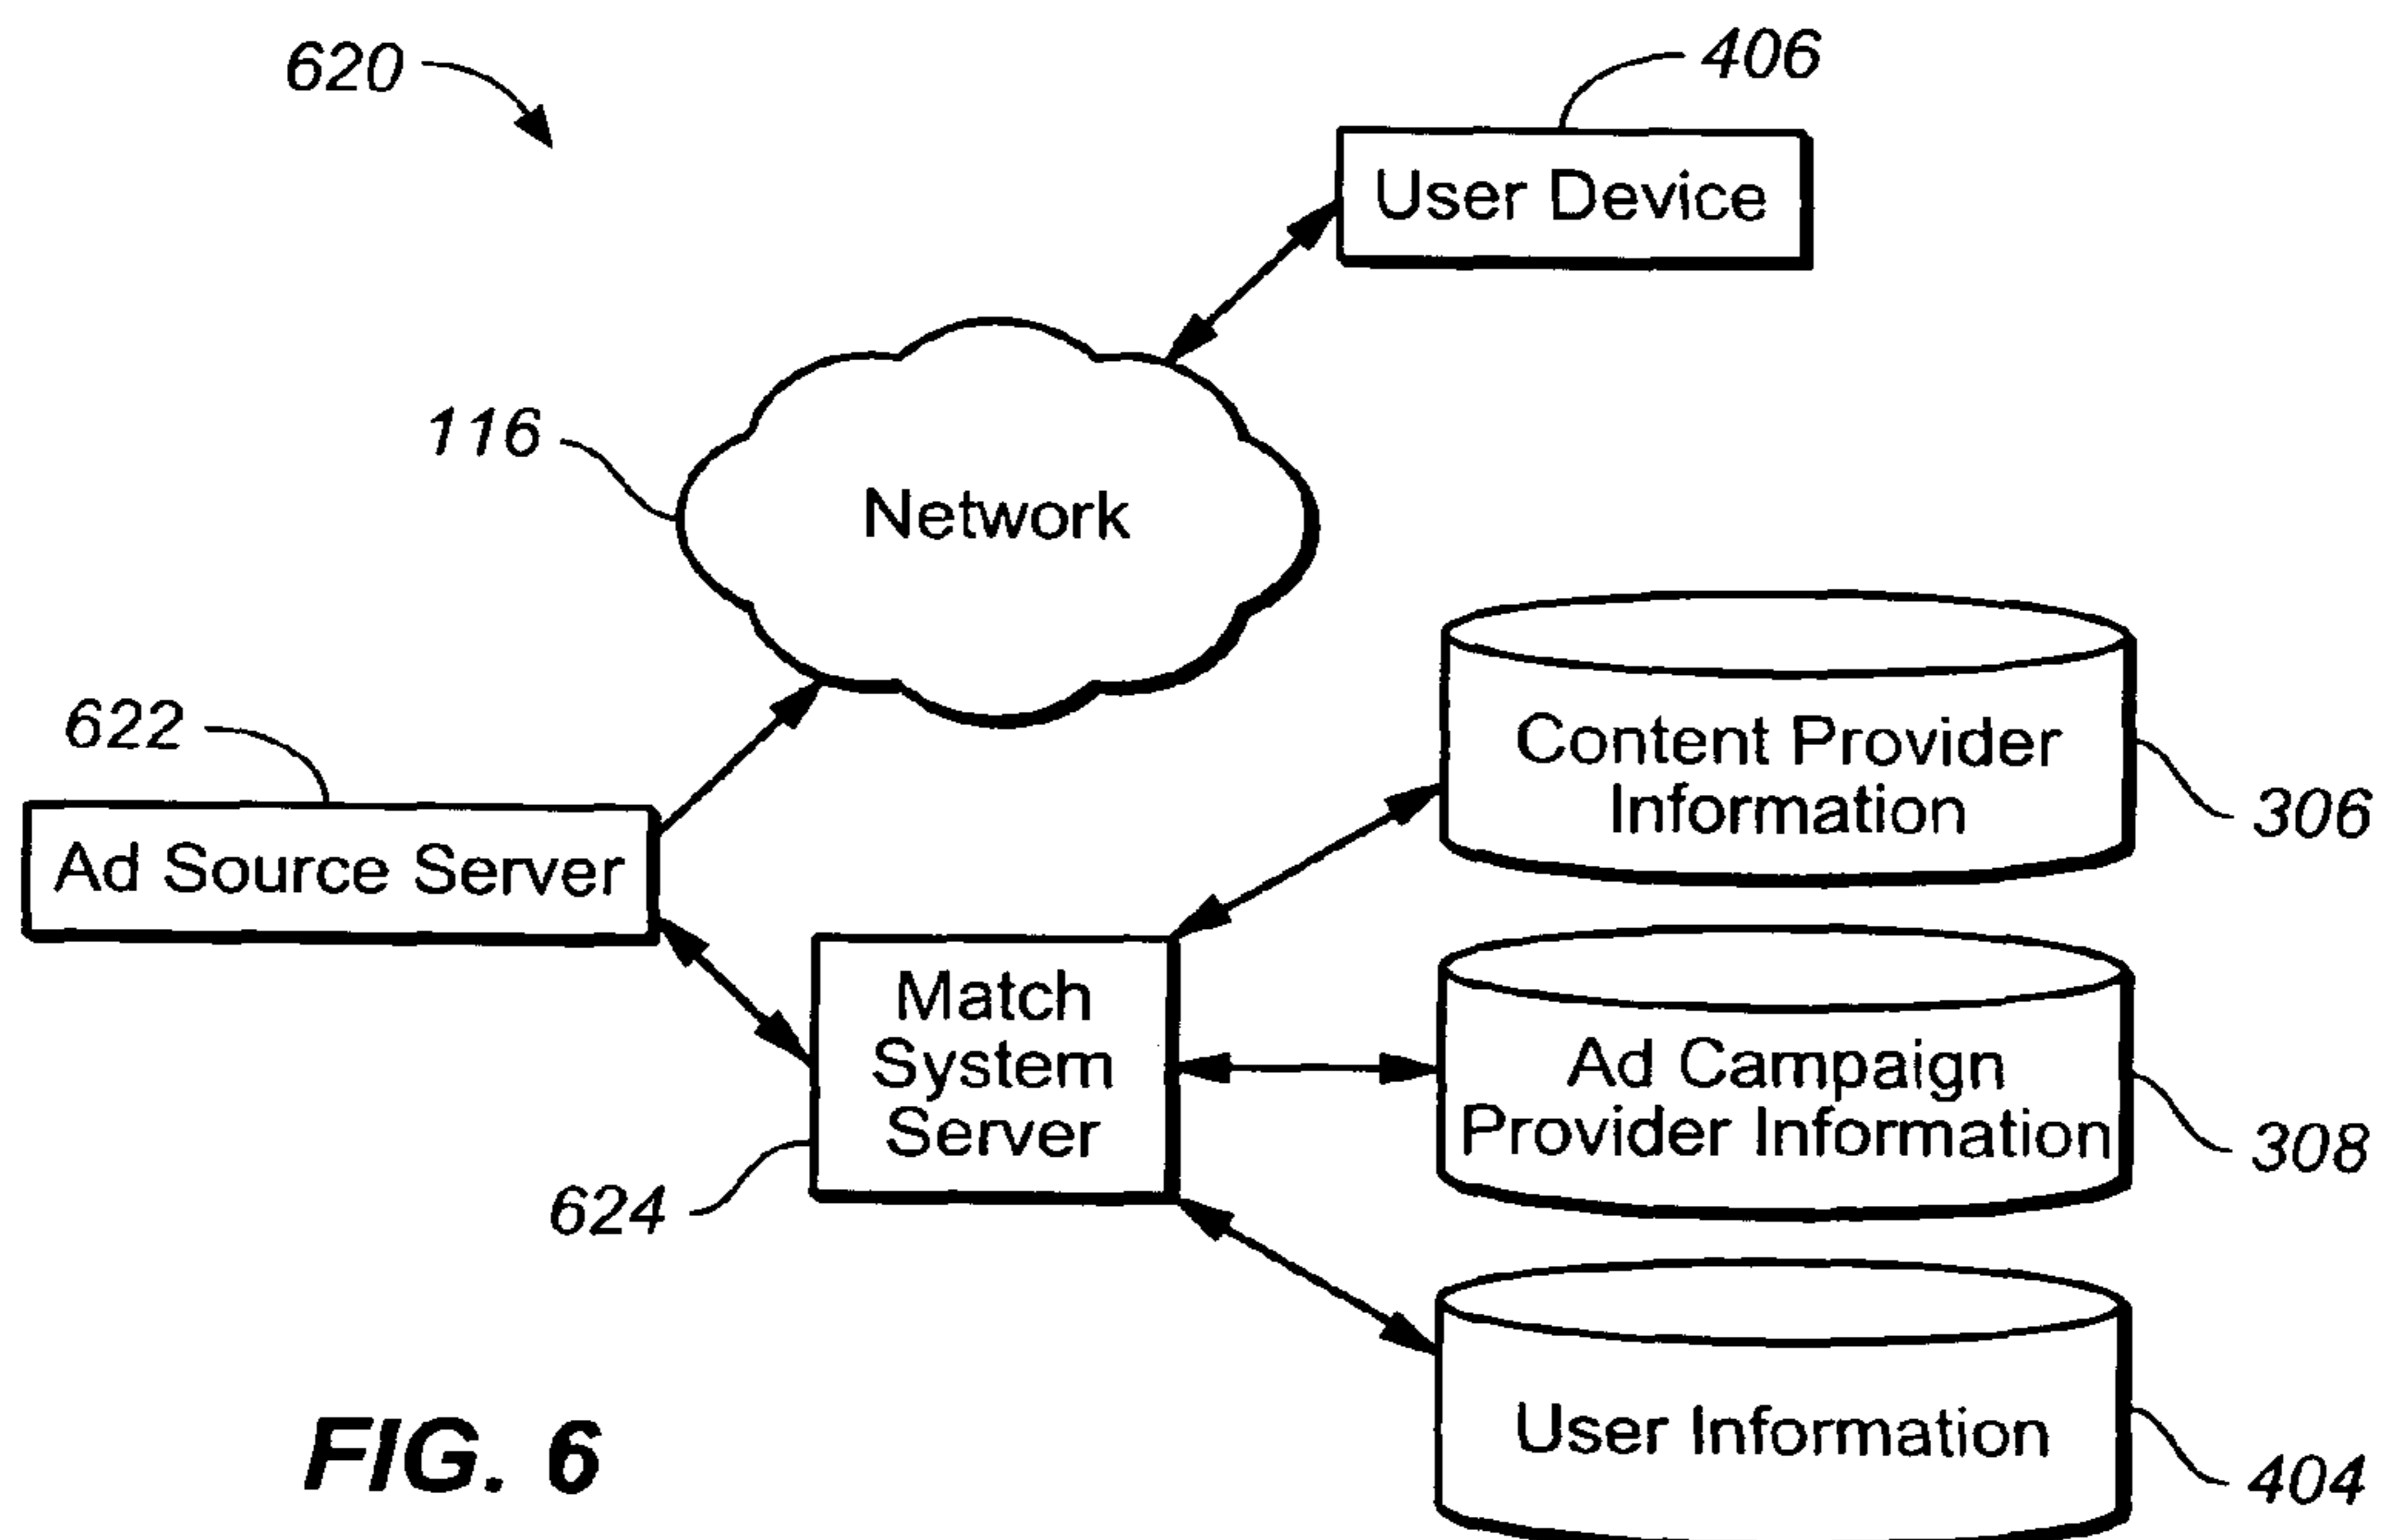 620
406
User Device
116
Network
622
Ad Source Server
Content Provider
Information
306
Match
System
Server
624
Ad Campaign
Provider Information
308
User Information
404
FIG. 6